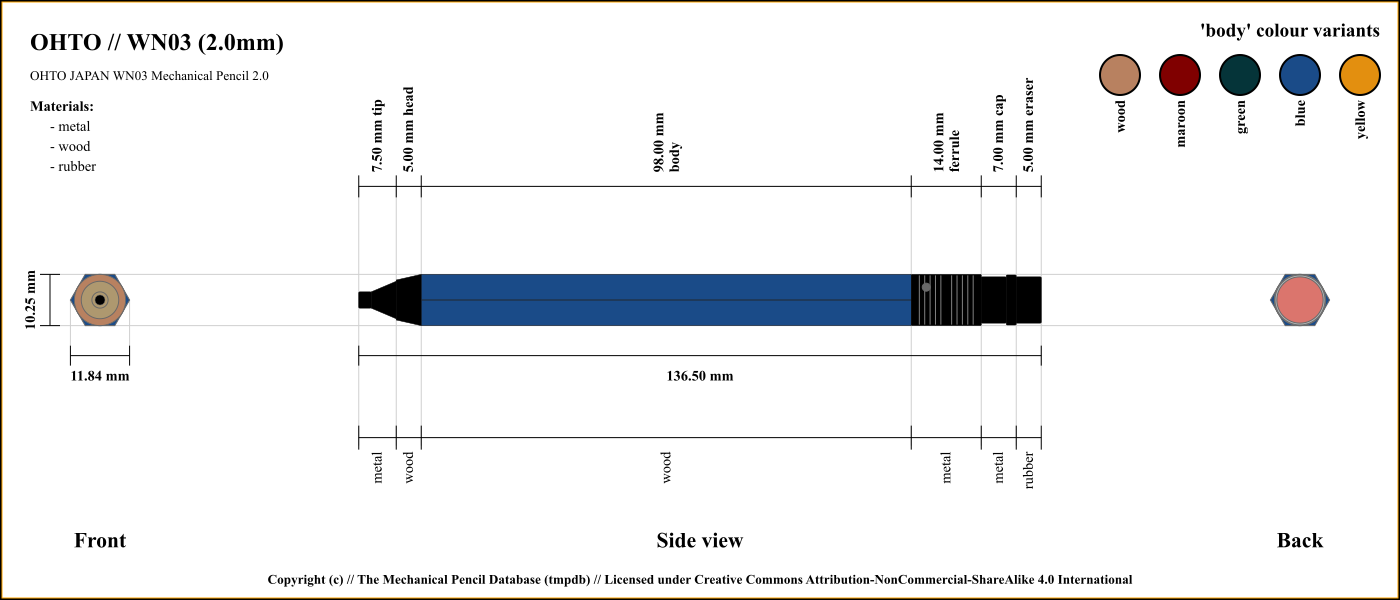 OHTO // WN03 (2.0mm)
OHTO JAPAN WN03 Mechanical Pencil 2.0
Materials:
- metal
- wood
- rubber
'body' colour variants
wood
maroon
green
blue
yellow
7.50 mm tip
5.00 mm head
98.00 mm
body
14.00 mm
ferrule
7.00 mm cap
5.00 mm eraser
10.25 mm
11.84 mm
136.50 mm
metal
wood
wood
metal
metal
rubber
Front
Side view
Back
Copyright (c) // The Mechanical Pencil Database (tmpdb) // Licensed under Creative Commons Attribution-NonCommercial-ShareAlike 4.0 International